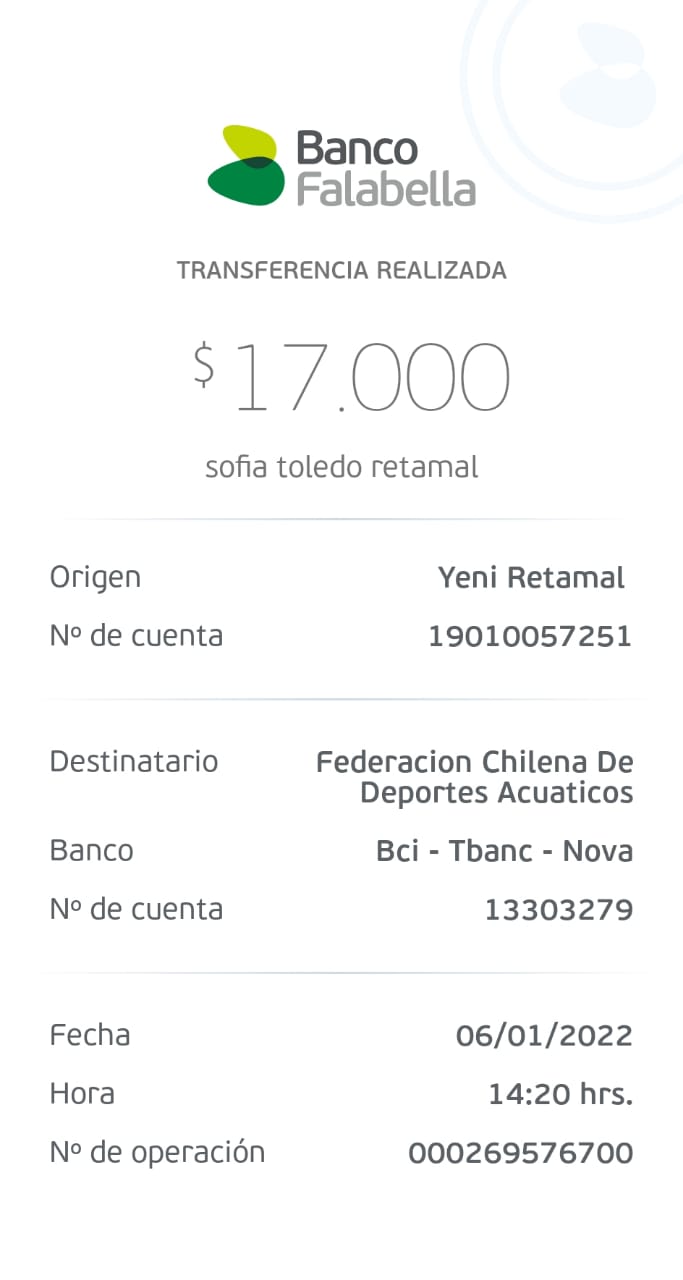 Banco
Falabella
TRANSFERENCIA REALIZADA
$17.000
sofia toledo retamal
Origen Yeni Retamal
Nº de cuenta 19010057251
Destinatario Federacion Chilena De
Deportes Acuaticos
Banco Bci - Tbanc - Nova
Nº de cuenta 13303279
Fecha 06/01/2022
Hora 14:20 hrs.
Nº de operación 000269576700